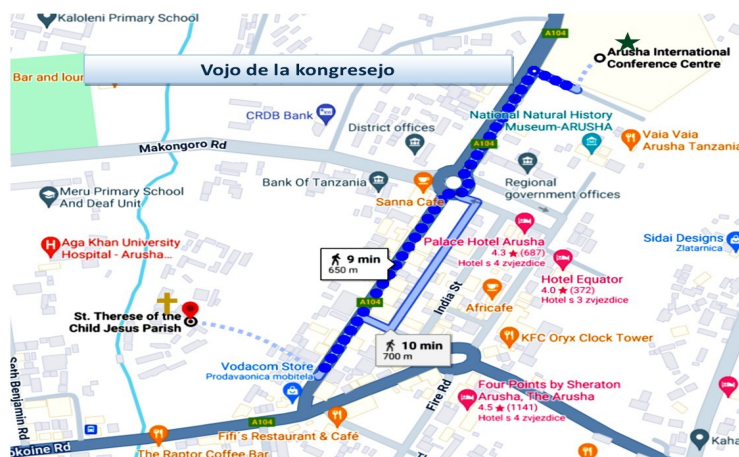 Kaloleni Primary School
A104
Arusha International
Conference Centre
Vojo de la kongresejo
Bar and lour
CRDB Bank
National Natural History
Museum-ARUSHA
District offices
A104
Vaia Vaia
Arusha Tanzania
Makongoro Rd
Bank Of Tanzania
Regional
government offices
Meru Primary School
And Deaf Unit
Sanna Cafe
Palace Hotel Arusha
4.3 ★ (687)
Hotel s 4 zvjezdice
Sidai Designs
Zlatarnica
Aga Khan University
Hospital - Arusha...
9 min
650 m
Hotel Equator
4.0 ★ (372)
Hotel s 3 zvjezdice
India St
Africafe
A104
St. Therese of the
Child Jesus Parish
KFC Oryx Clock Tower
10 min
700 m
Vodacom Store
Prodavaonica mobitela
Fire Rd
Four Points by Sheraton
Arusha, The Arusha
4.5 ★ (1141)
Hotel s 4 zvjezdice
Seth Benjamin Rd
A104
Fifi's Restaurant & Café
Kaha
okoine Rd
The Raptor Coffee Bar